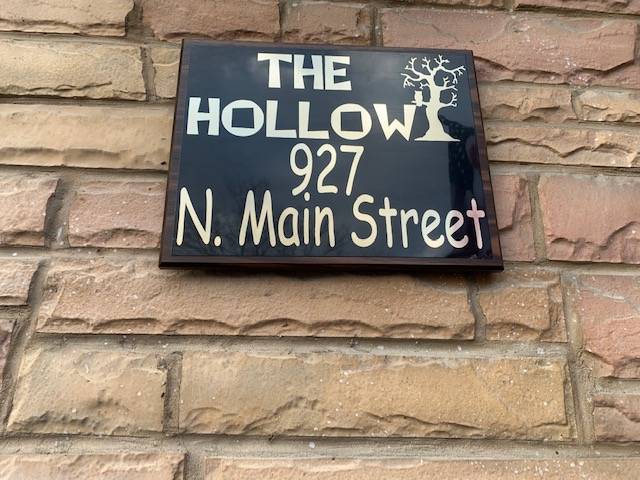 THE
HOLLOW
927
N. Main Street